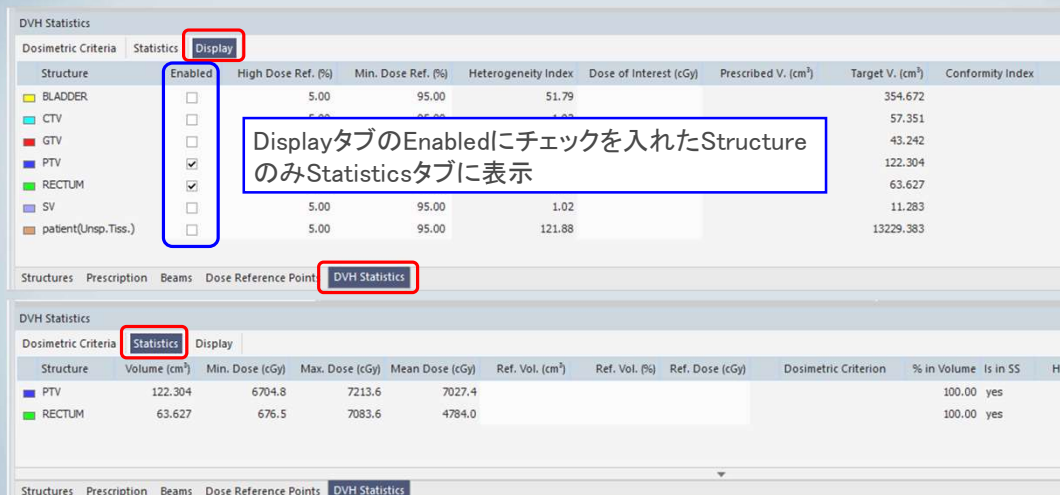 DVH Statistics
Dosimetric Criteria Statistics Display
Structure Enabled High Dose Ref. (%) Min. Dose Ref. (%) Heterogeneity Index Dose of Interest (cGy) Prescribed V. (cm³) Target V. (cm³) Conformity Index
BLADDER 5.00 95.00 51.79 354.672
CTV 57.351
GTV 43.242
PTV 122.304
RECTUM 63.627
DisplayタブのEnabledにチェックを入れたStructure
のみStatisticsタブに表示
SV 5.00 95.00 1.02 11.283
patient(Unsp.Tiss.) 5.00 95.00 121.88 13229.383
Structures Prescription Beams Dose Reference Points DVH Statistics
DVH Statistics
Dosimetric Criteria Statistics Display
Structure Volume (cm³) Min. Dose (cGy) Max. Dose (cGy) Mean Dose (cGy) Ref. Vol. (cm³) Ref. Vol. (%) Ref. Dose (cGy) Dosimetric Criterion % in Volume Is in SS H
PTV 122.304 6704.8 7213.6 7027.4 100.00 yes
RECTUM 63.627 676.5 7083.6 4784.0 100.00 yes
Structures Prescription Beams Dose Reference Points DVH Statistics